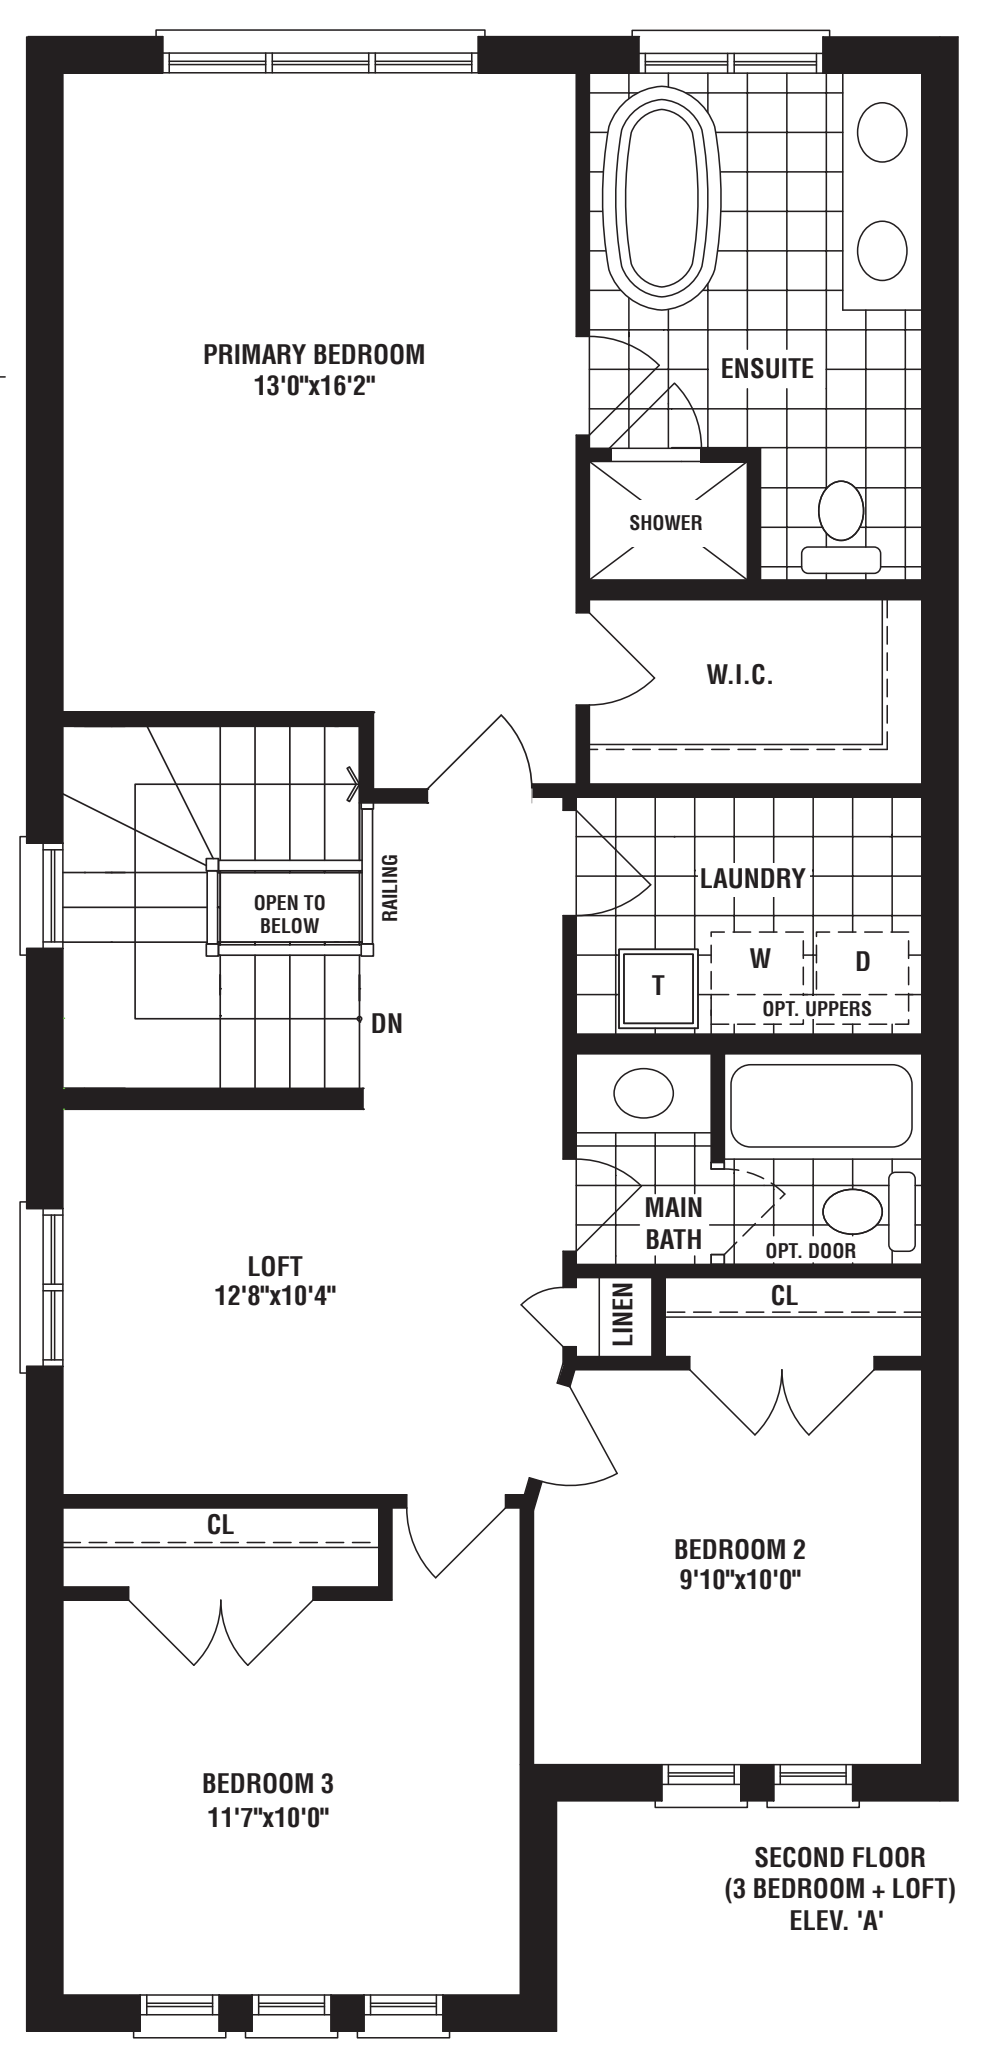 PRIMARY BEDROOM
13'0"x16'2"
ENSUITE
SHOWER
W.I.C.
OPEN TO
BELOW
RAILING
DN
LAUNDRY
T
W
D
OPT. UPPERS
MAIN
BATH
OPT. DOOR
LOFT
12'8"x10'4"
LINEN
CL
CL
BEDROOM 2
9'10"x10'0"
BEDROOM 3
11'7"x10'0"
SECOND FLOOR
(3 BEDROOM + LOFT)
ELEV. 'A'